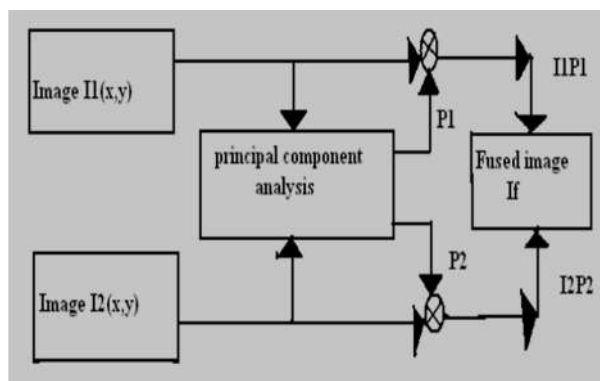 Image I1(x,y)
I1P1
P1
principal component
analysis
Fused image
If
P2
I2P2
Image I2(x,y)